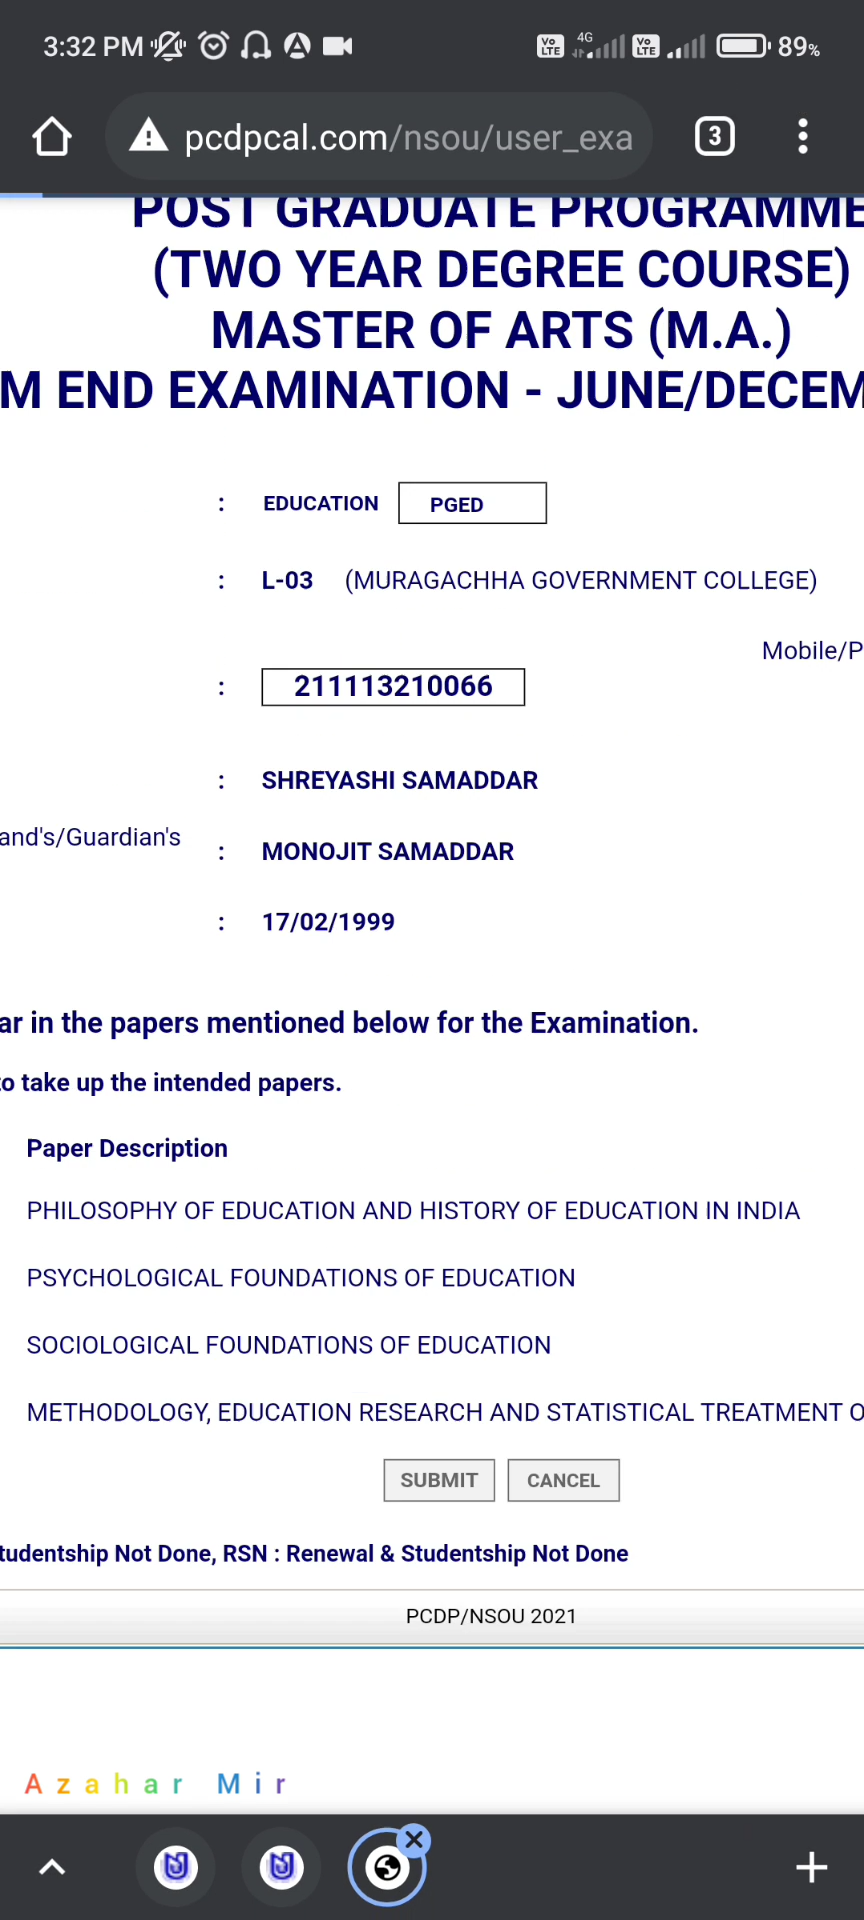 3:32 PM
Vo LTE 4G Vo LTE 89%
pcdpcal.com/nsou/user_exa
3
POST GRADUATE PROGRAMME
(TWO YEAR DEGREE COURSE)
MASTER OF ARTS (M.A.)
M END EXAMINATION - JUNE/DECEM
: EDUCATION PGED
: L-03 (MURAGACHHA GOVERNMENT COLLEGE)
Mobile/P
: 211113210066
: SHREYASHI SAMADDAR
and's/Guardian's
: MONOJIT SAMADDAR
: 17/02/1999
ar in the papers mentioned below for the Examination.
to take up the intended papers.
Paper Description
PHILOSOPHY OF EDUCATION AND HISTORY OF EDUCATION IN INDIA
PSYCHOLOGICAL FOUNDATIONS OF EDUCATION
SOCIOLOGICAL FOUNDATIONS OF EDUCATION
METHODOLOGY, EDUCATION RESEARCH AND STATISTICAL TREATMENT O
SUBMIT CANCEL
tudentship Not Done, RSN : Renewal & Studentship Not Done
PCDP/NSOU 2021
Azahar Mir